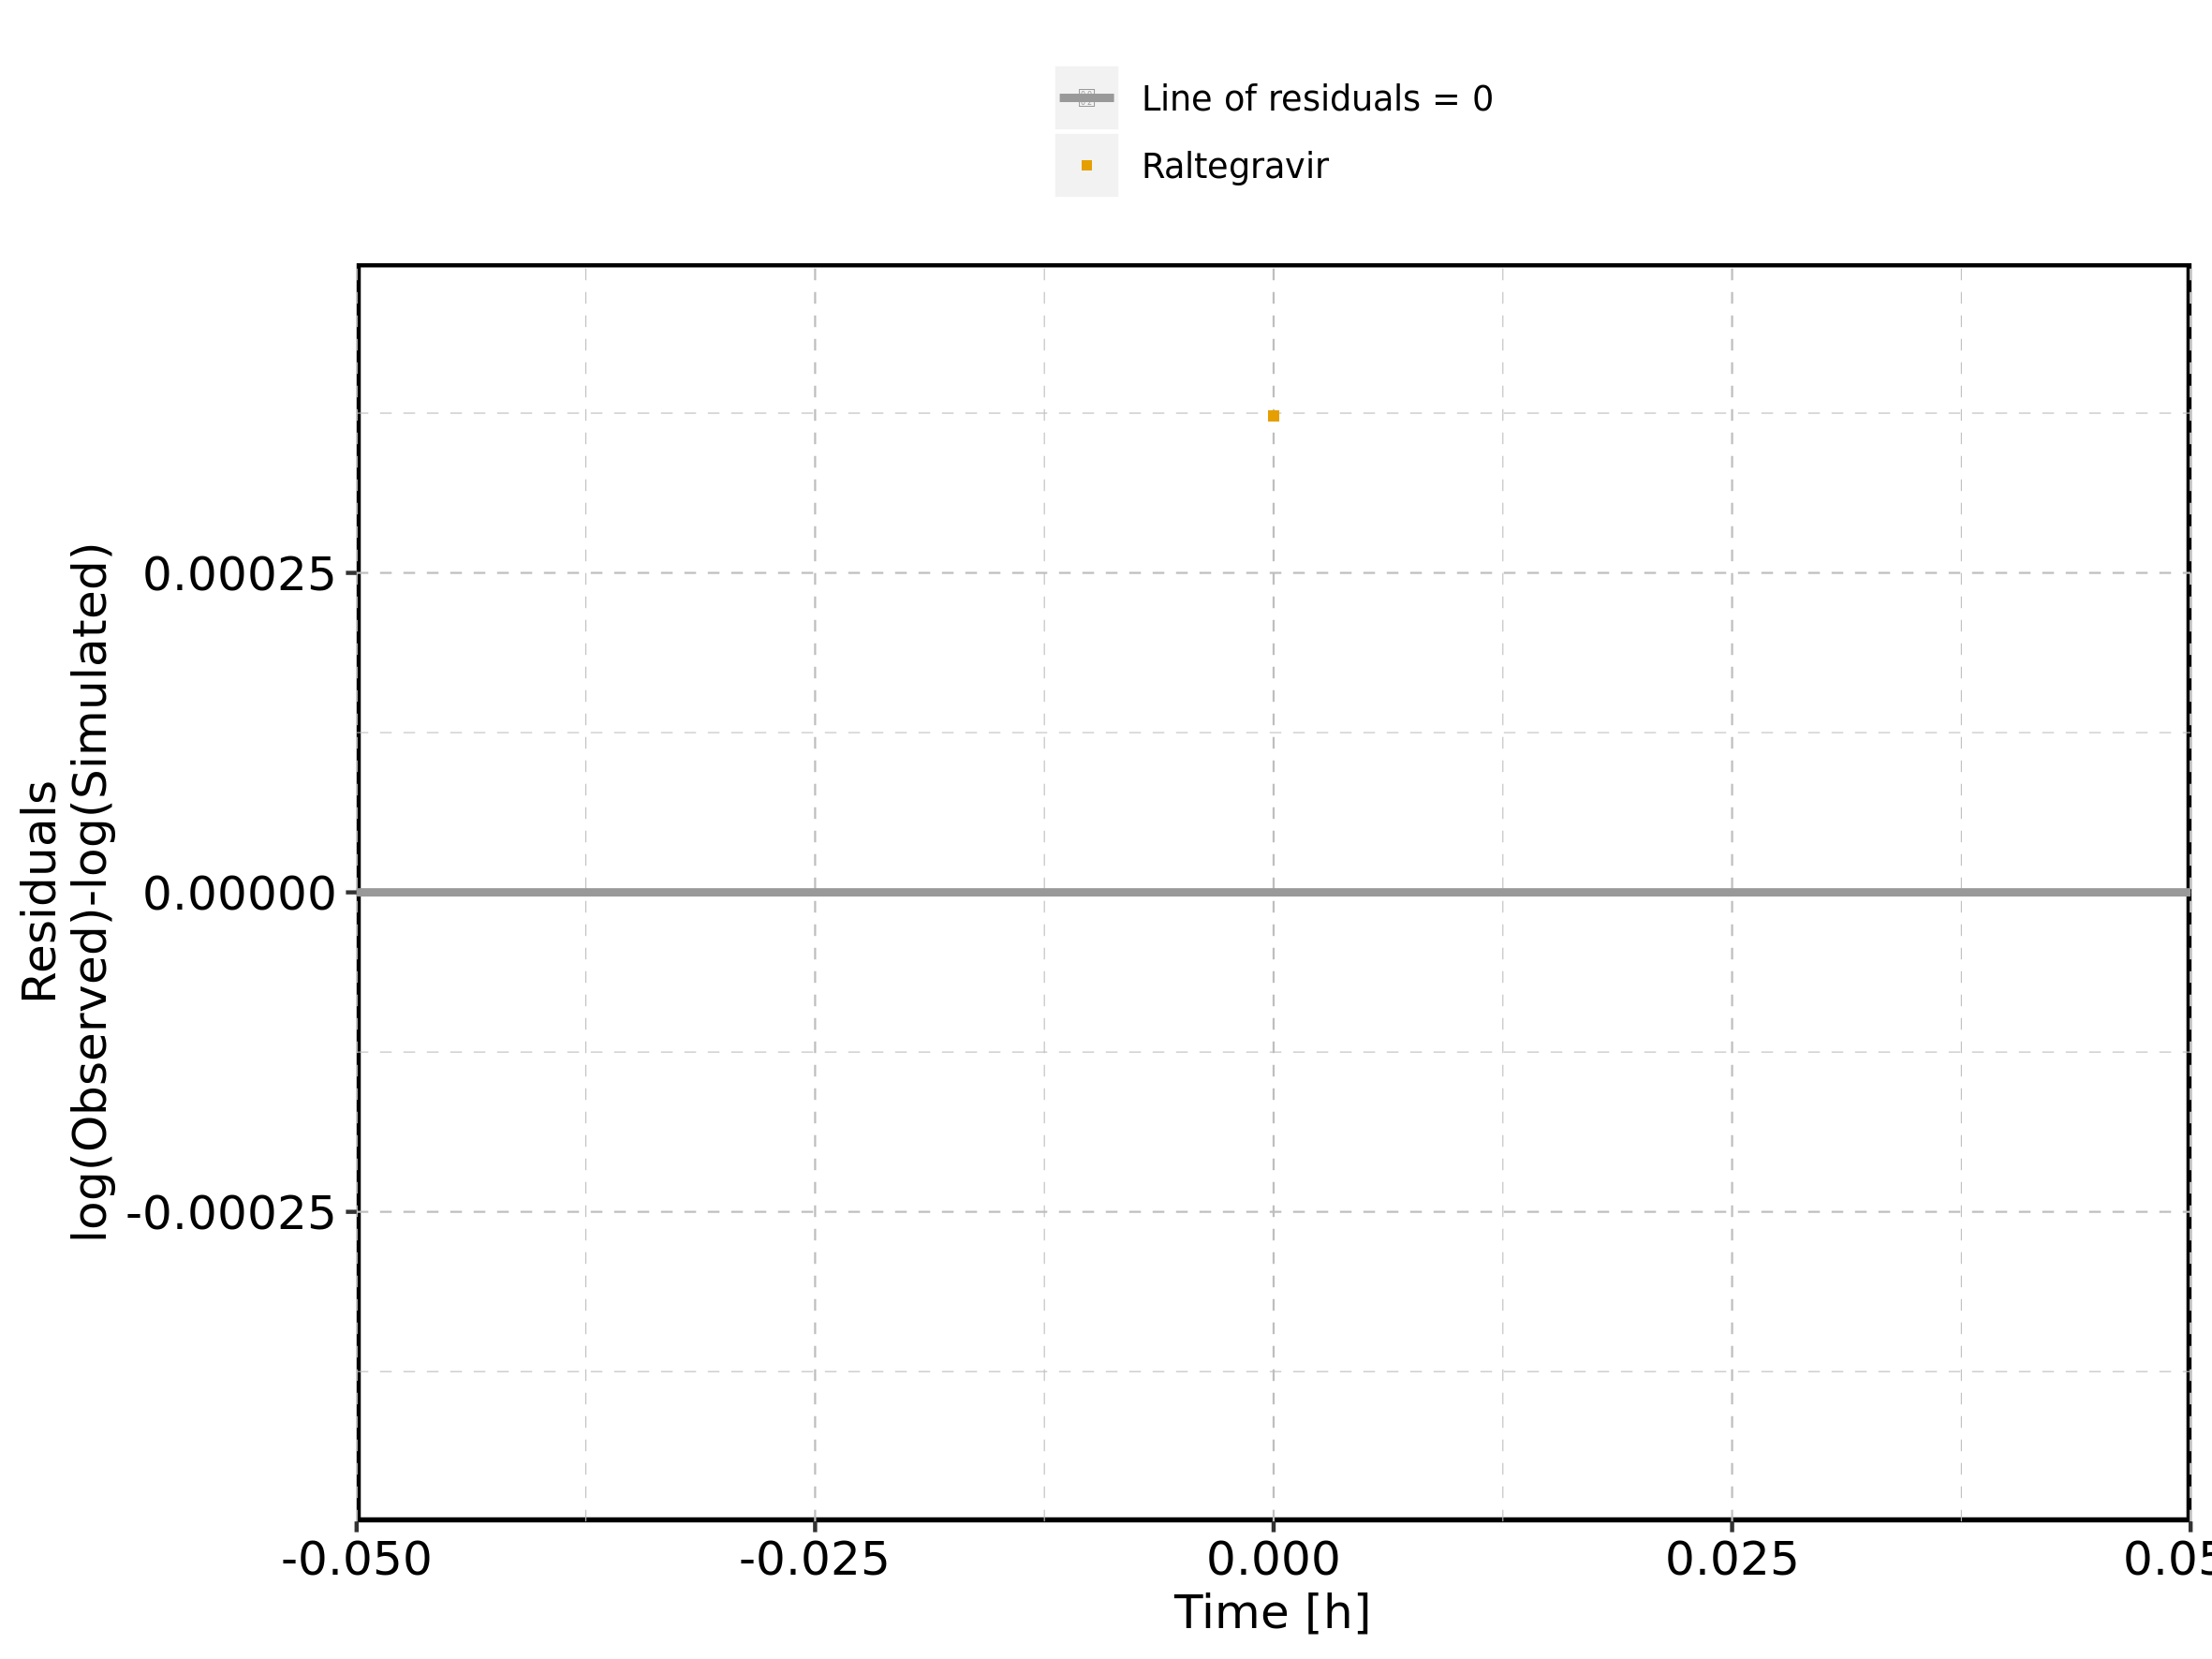 Line of residuals = 0
Raltegravir
Residuals
log(Observed)-log(Simulated)
0.00025
0.00000
-0.00025
-0.050
-0.025
0.000
0.025
0.05
Time [h]